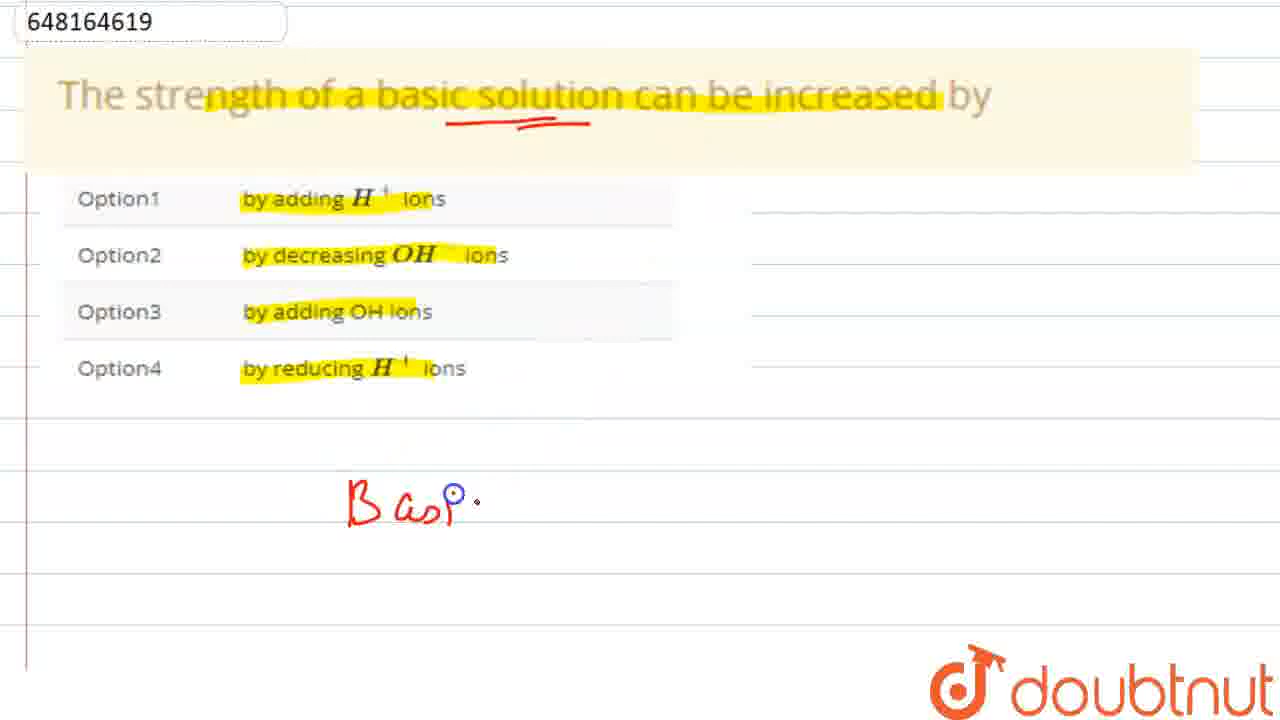 648164619
The strength of a basic solution can be increased by
Option1 by adding H⁺ ions
Option2 by decreasing OH⁻ ions
Option3 by adding OH ions
Option4 by reducing H⁺ ions
Basi
doubtnut